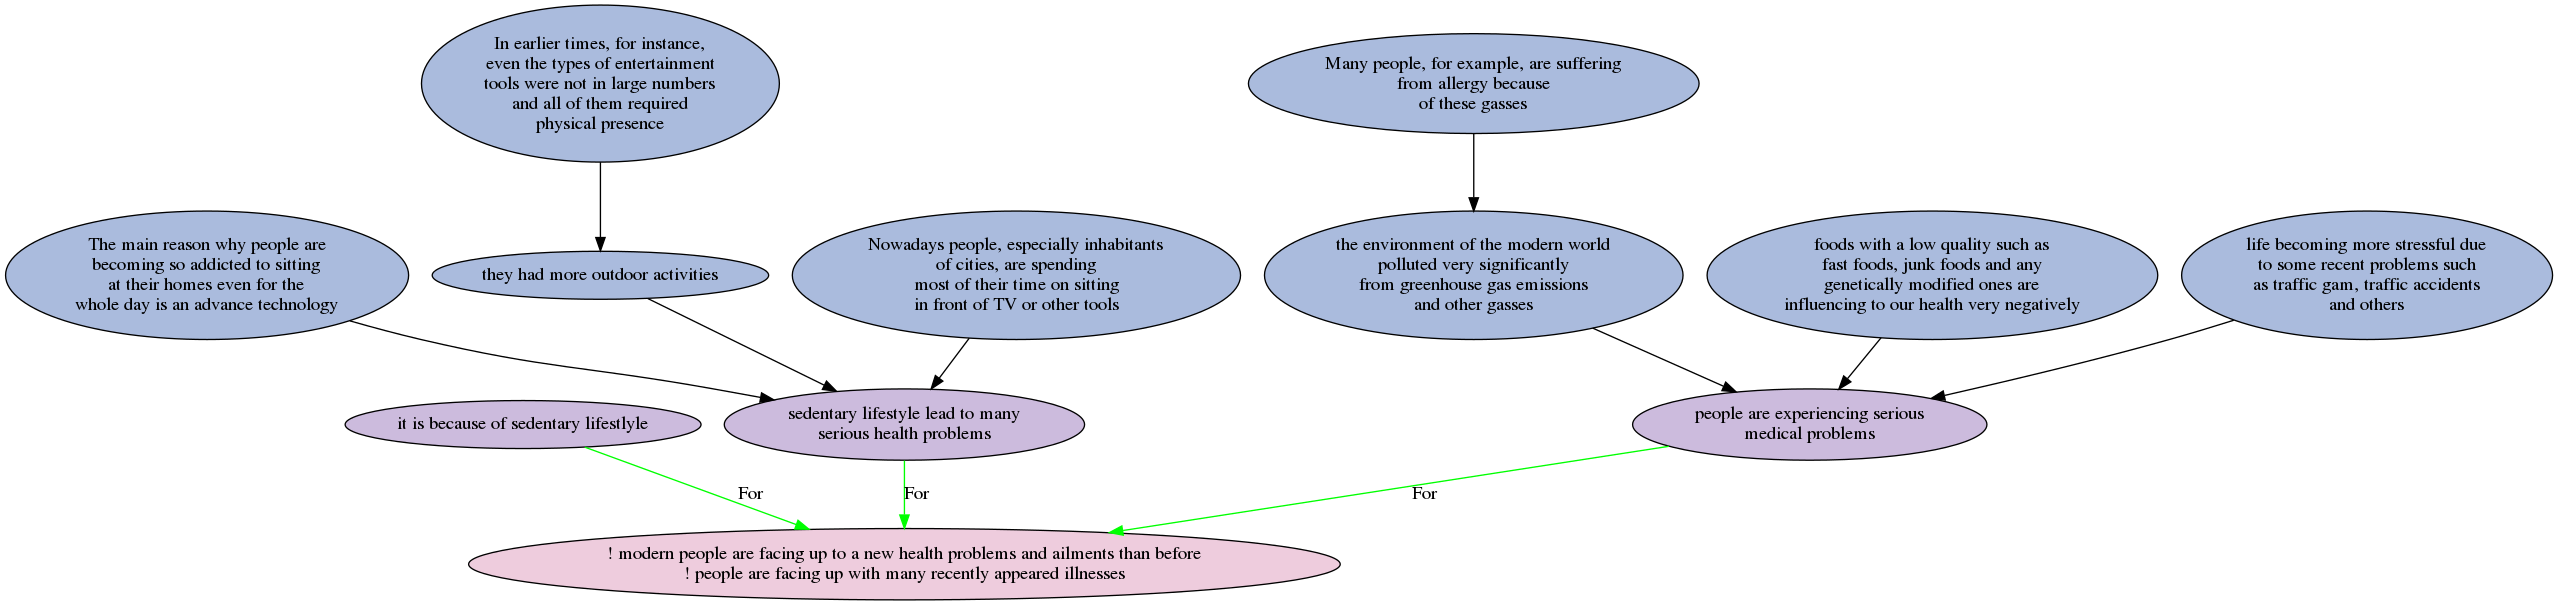 In earlier times, for instance,
even the types of entertainment
tools were not in large numbers
and all of them required
physical presence
Many people, for example, are suffering
from allergy because
of these gasses
The main reason why people are
becoming so addicted to sitting
at their homes even for the
whole day is an advance technology
they had more outdoor activities
Nowadays people, especially inhabitants
of cities, are spending
most of their time on sitting
in front of TV or other tools
the environment of the modern world
polluted very significantly
from greenhouse gas emissions
and other gasses
foods with a low quality such as
fast foods, junk foods and any
genetically modified ones are
influencing to our health very negatively
life becoming more stressful due
to some recent problems such
as traffic gam, traffic accidents
and others
it is because of sedentary lifestlyle
sedentary lifestyle lead to many
serious health problems
people are experiencing serious
medical problems
For
For
For
! modern people are facing up to a new health problems and ailments than before
! people are facing up with many recently appeared illnesses